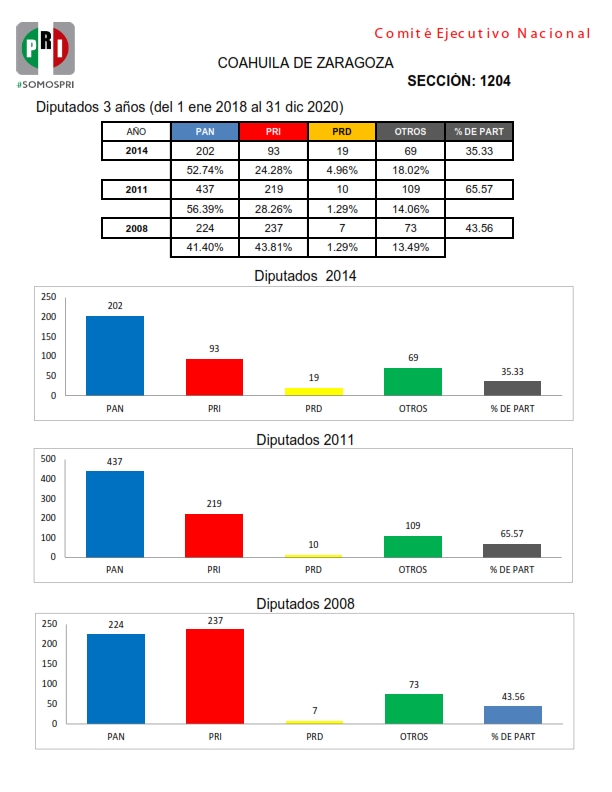 Comité Ejecutivo Nacional
PRI
#SOMOSPRI
COAHUILA DE ZARAGOZA
SECCIÓN: 1204
Diputados 3 años (del 1 ene 2018 al 31 dic 2020)
AÑO PAN PRI PRD OTROS % DE PART
2014 202 93 19 69 35.33
52.74% 24.28% 4.96% 18.02%
2011 437 219 10 109 65.57
56.39% 28.26% 1.29% 14.06%
2008 224 237 7 73 43.56
41.40% 43.81% 1.29% 13.49%
Diputados 2014
250
200
150
100
50
0
202
93
19
69
35.33
PAN PRI PRD OTROS % DE PART
Diputados 2011
500
400
300
200
100
0
437
219
10
109
65.57
PAN PRI PRD OTROS % DE PART
Diputados 2008
250
200
150
100
50
0
224
237
7
73
43.56
PAN PRI PRD OTROS % DE PART